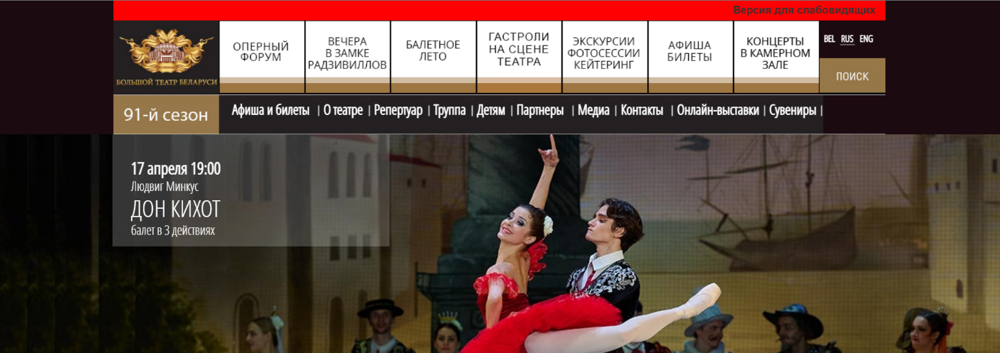 Версия для слабовидящих
БОЛЬШОЙ ТЕАТР БЕЛАРУСИ
ОПЕРНЫЙ
ФОРУМ
ВЕЧЕРА
В ЗАМКЕ
РАДЗИВИЛЛОВ
БАЛЕТНОЕ
ЛЕТО
ГАСТРОЛИ
НА СЦЕНЕ
ТЕАТРА
ЭКСКУРСИИ
ФОТОСЕССИИ
КЕЙТЕРИНГ
АФИША
БИЛЕТЫ
КОНЦЕРТЫ
В КАМЕРНОМ
ЗАЛЕ
BEL RUS ENG
ПОИСК
91-й сезон
Афиша и билеты | О театре | Репертуар | Труппа | Детям | Партнеры | Медиа | Контакты | Онлайн-выставки | Сувениры |
17 апреля 19:00
Людвиг Минкус
ДОН КИХОТ
балет в 3 действиях